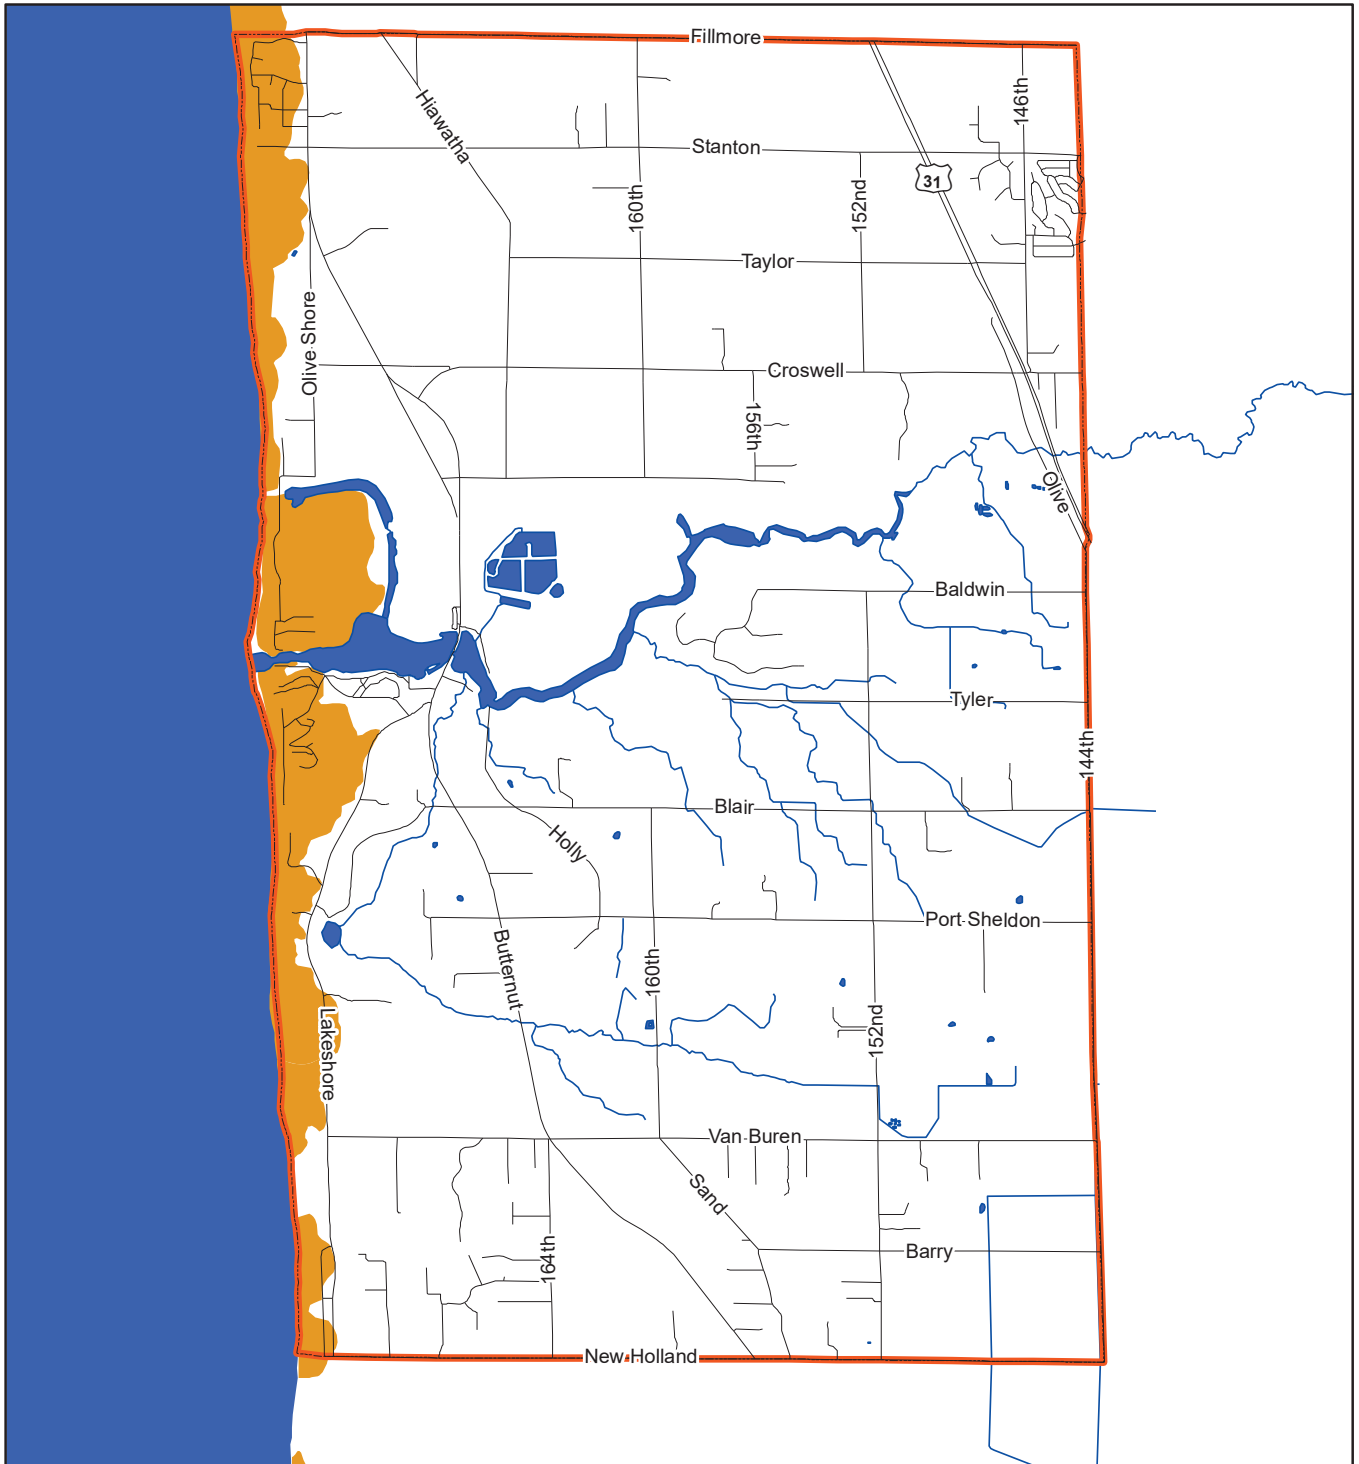 Fillmore
Hiawatha
146th
Stanton
31
160th
152nd
Taylor
Olive Shore
Croswell
156th
Olive
Baldwin
Tyler
144th
Blair
Holly
Port Sheldon
Butternut
160th
152nd
Lakeshore
Van Buren
Sand
164th
Barry
New Holland